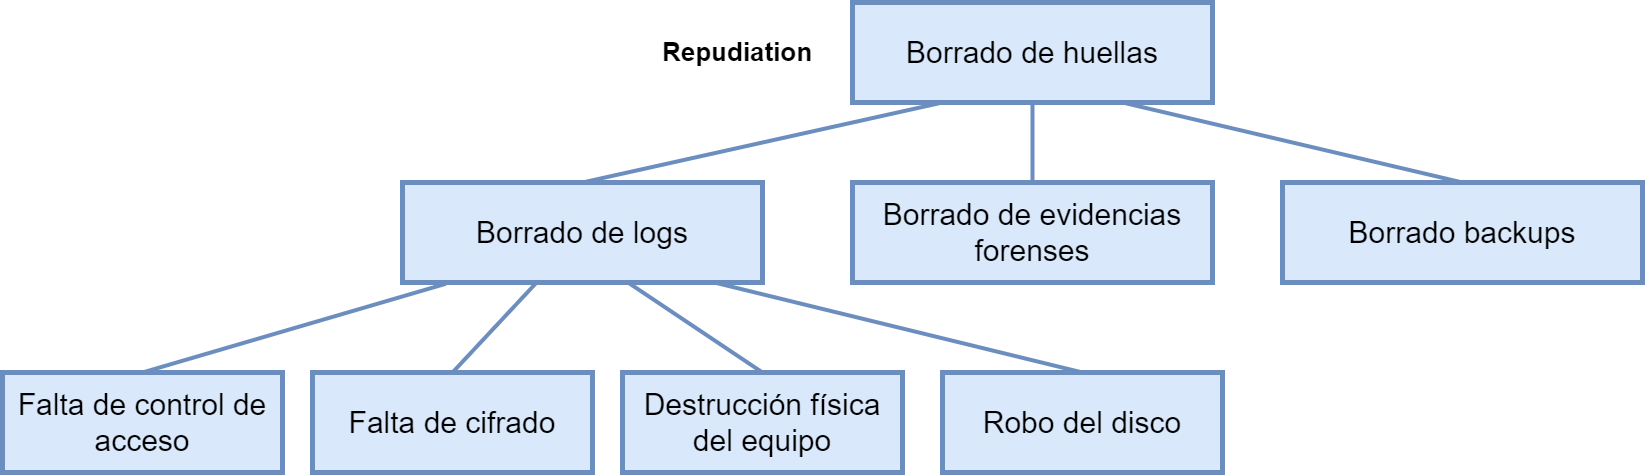 Repudiation
Borrado de huellas
Borrado de logs
Borrado de evidencias
forenses
Borrado backups
Falta de control de
acceso
Falta de cifrado
Destrucción física
del equipo
Robo del disco